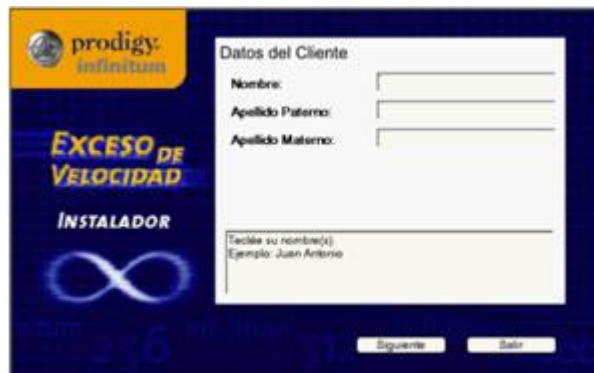 prodigy
infinitum
EXCESO DE
VELOCIDAD
INSTALADOR
Datos del Cliente
Nombre:
Apellido Paterno:
Apellido Materno:
Teclée su nombre(s)
Ejemplo: Juan Antonio
Siguiente
Salir